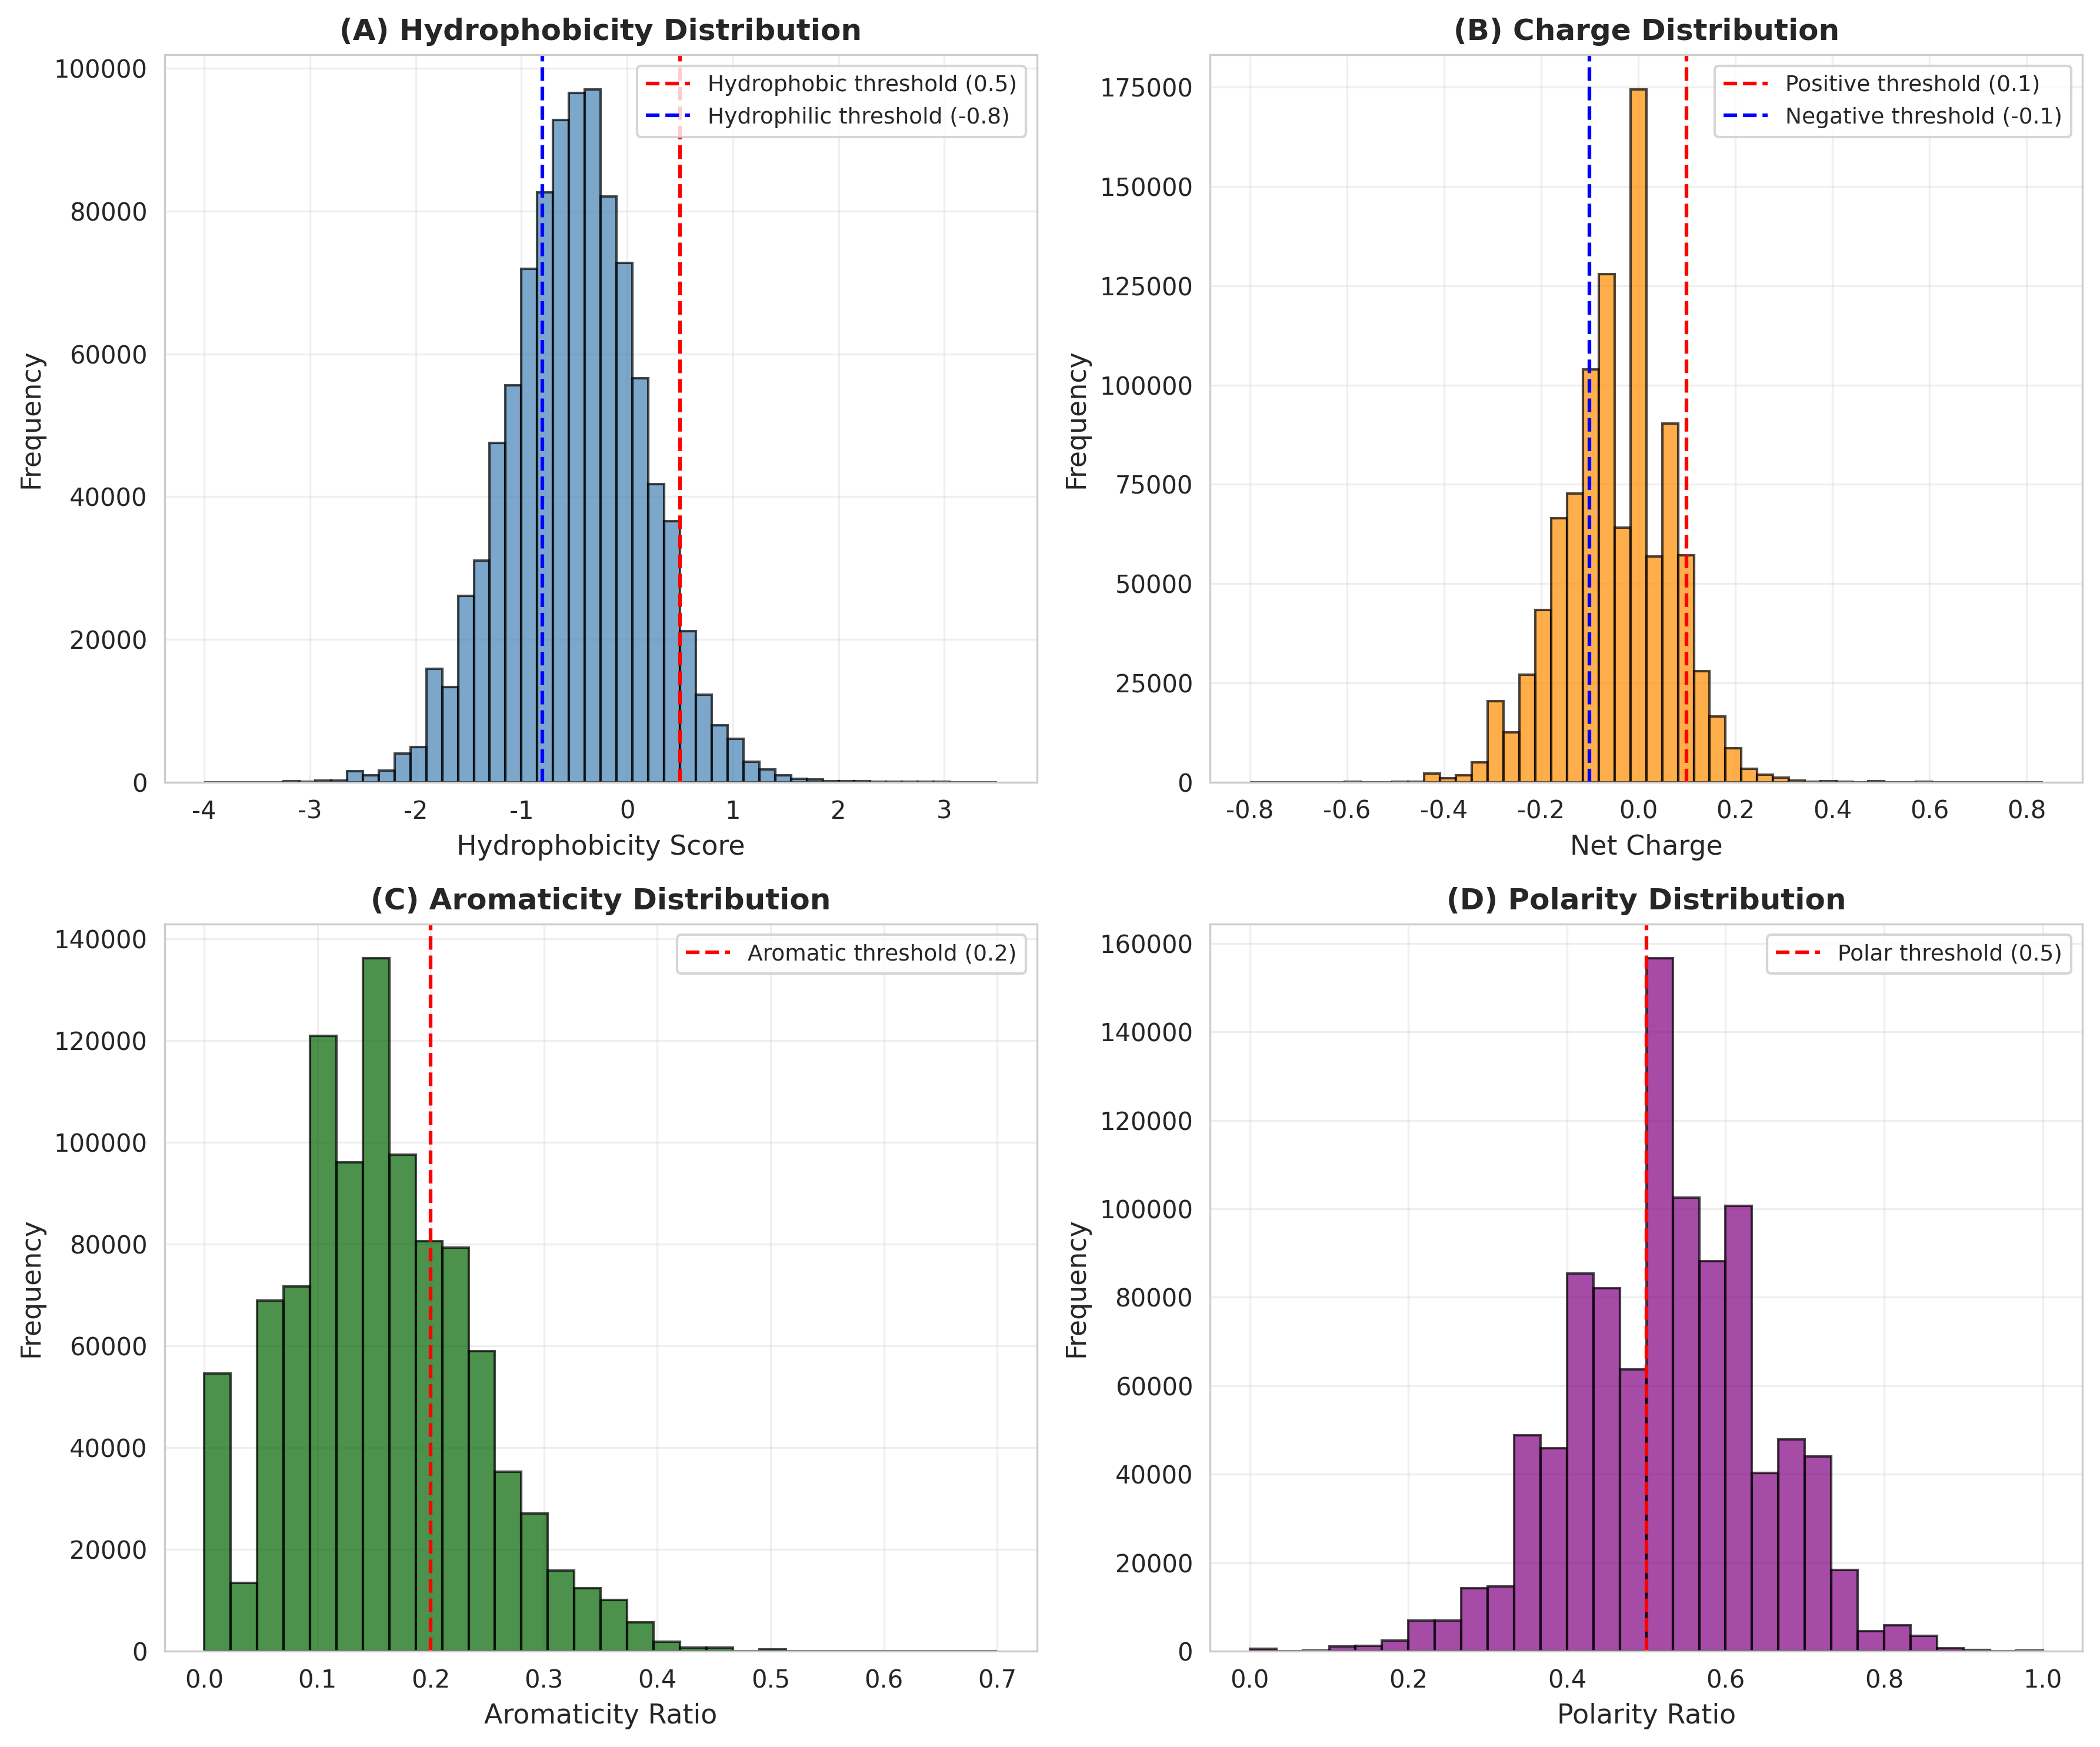 (A) Hydrophobicity Distribution
Hydrophobic threshold (0.5)
Hydrophilic threshold (-0.8)
100000
80000
60000
40000
20000
0
Frequency
-4 -3 -2 -1 0 1 2 3
Hydrophobicity Score
(B) Charge Distribution
Positive threshold (0.1)
Negative threshold (-0.1)
175000
150000
125000
100000
75000
50000
25000
0
Frequency
-0.8 -0.6 -0.4 -0.2 0.0 0.2 0.4 0.6 0.8
Net Charge
(C) Aromaticity Distribution
Aromatic threshold (0.2)
140000
120000
100000
80000
60000
40000
20000
0
Frequency
0.0 0.1 0.2 0.3 0.4 0.5 0.6 0.7
Aromaticity Ratio
(D) Polarity Distribution
Polar threshold (0.5)
160000
140000
120000
100000
80000
60000
40000
20000
0
Frequency
0.0 0.2 0.4 0.6 0.8 1.0
Polarity Ratio